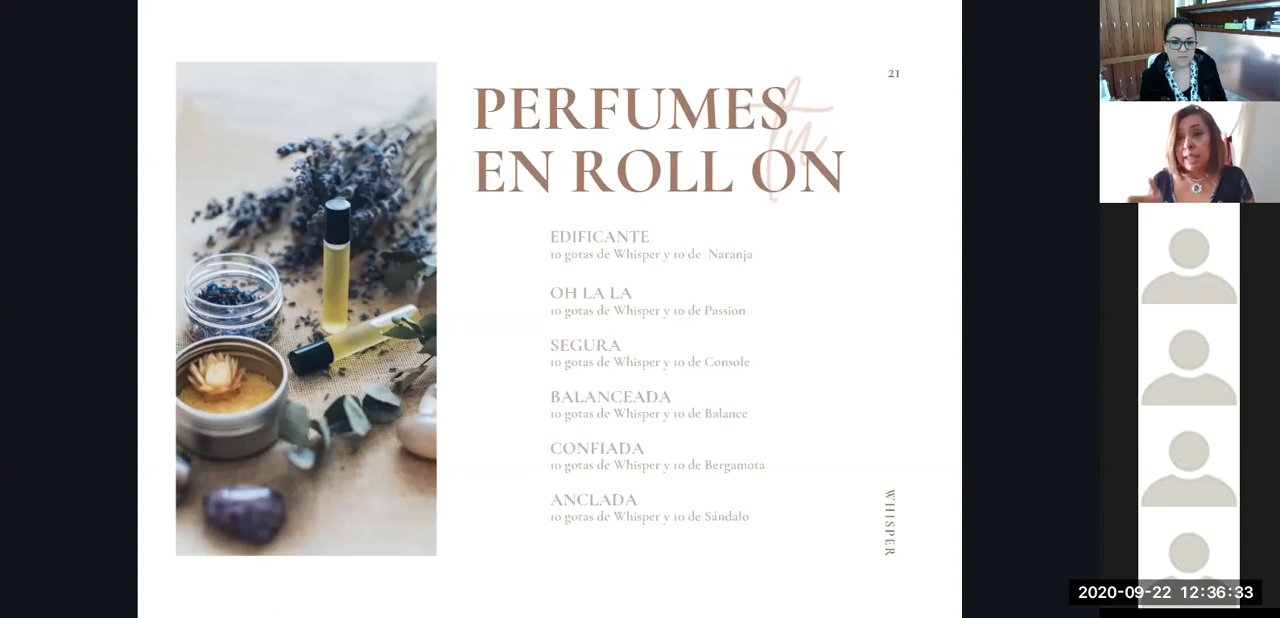 21
tu
PERFUMES
EN ROLL ON
EDIFICANTE
10 gotas de Whisper y 10 de Naranja
OH LA LA
10 gotas de Whisper y 10 de Passion
SEGURA
10 gotas de Whisper y 10 de Console
BALANCEADA
10 gotas de Whisper y 10 de Balance
CONFIADA
10 gotas de Whisper y 10 de Bergamota
ANCLADA
10 gotas de Whisper y 10 de Sándalo
WHISPER
2020-09-22 12:36:33